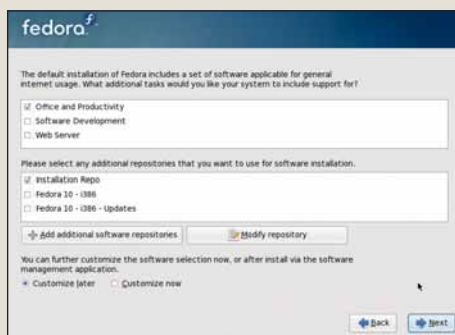 fedora
The default installation of Fedora includes a set of software applicable for general
internet usage. What additional tasks would you like your system to include support for?
Office and Productivity
Software Development
Web Server
Please select any additional repositories that you want to use for software installation.
Installation Repo
Fedora 10 - i386
Fedora 10 - i386 - Updates
Add additional software repositories
Modify repository
You can further customize the software selection now, or after install via the software
management application.
Customize later
Customize now
Back
Next